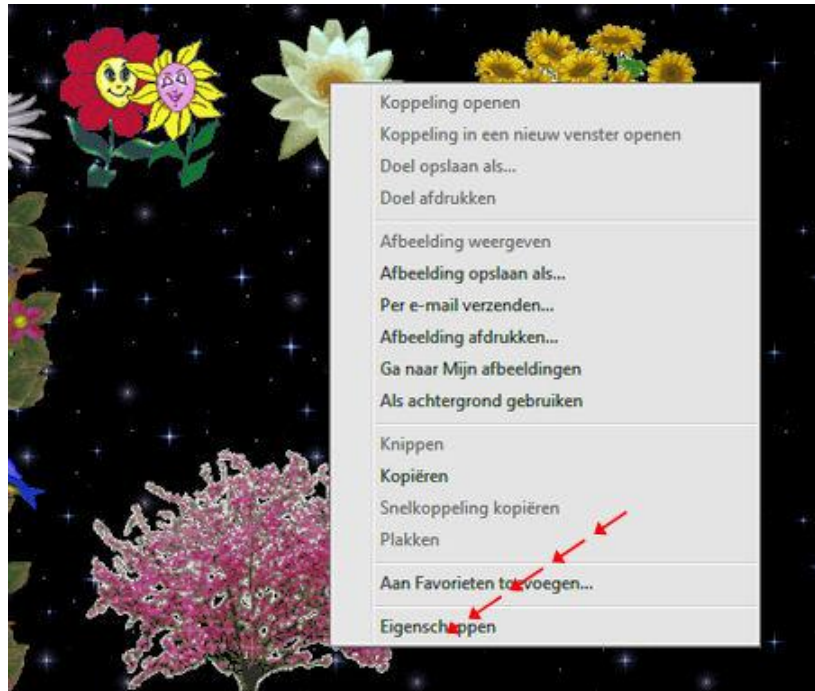 Koppeling openen
Koppeling in een nieuw venster openen
Doel opslaan als...
Doel afdrukken
Afbeelding weergeven
Afbeelding opslaan als...
Per e-mail verzenden...
Afbeelding afdrukken...
Ga naar Mijn afbeeldingen
Als achtergrond gebruiken
Knippen
Kopiëren
Snelkoppeling kopiëren
Plakken
Aan Favorieten toevoegen...
Eigenschappen